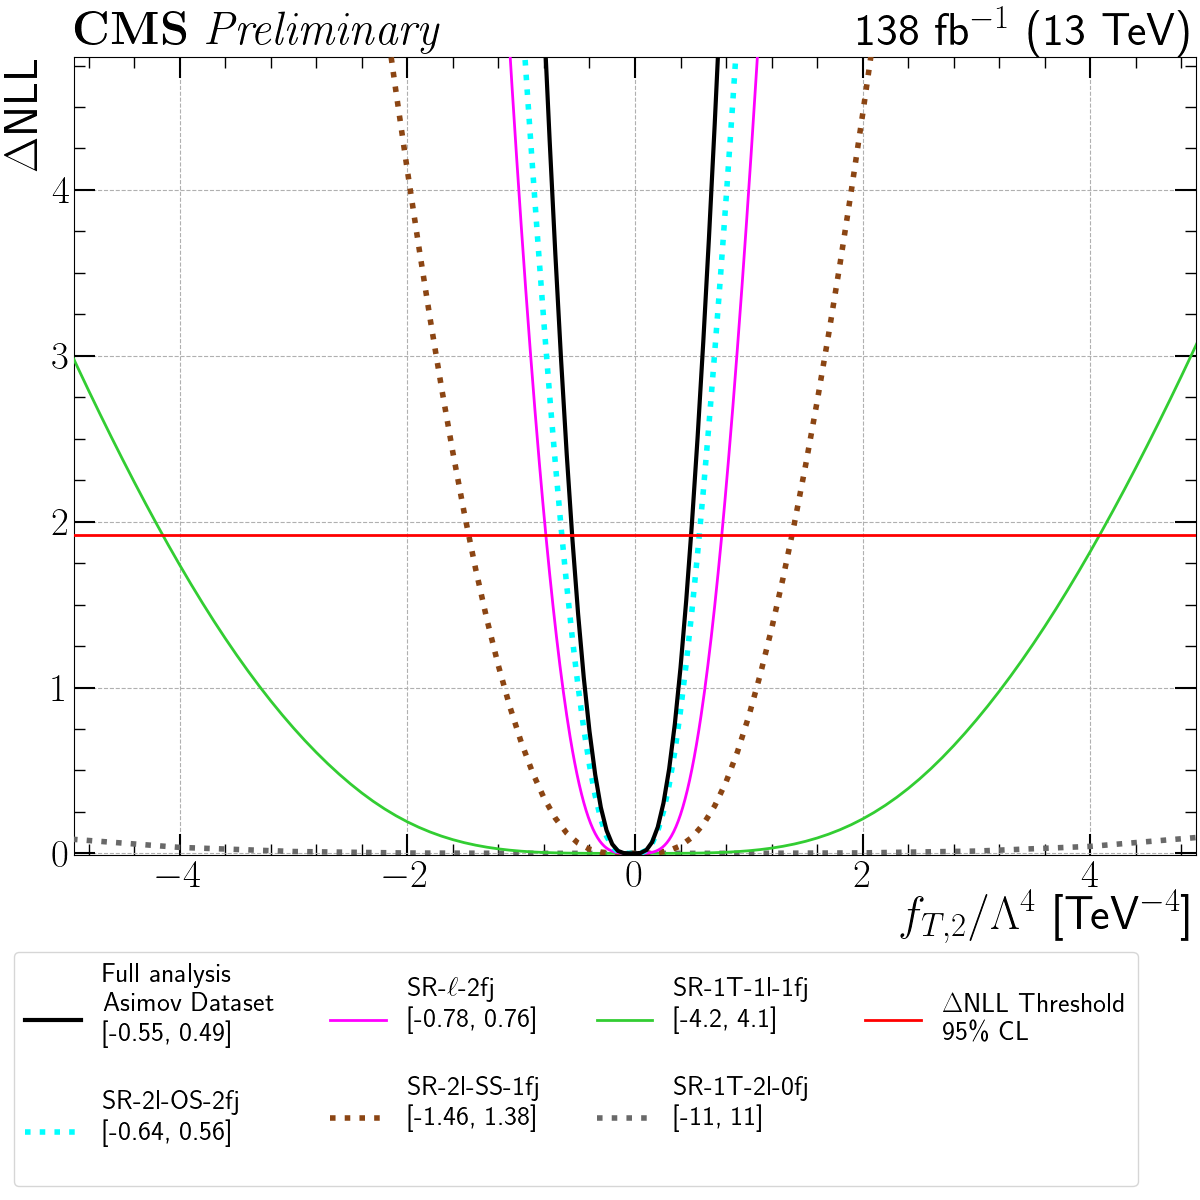 CMS Preliminary 138 fb⁻¹ (13 TeV)
ΔNLL
4
3
2
1
0
−4 −2 0 2 4
f_{T,2}/Λ⁴ [TeV⁻⁴]
Full analysis
Asimov Dataset
[-0.55, 0.49]
SR-2l-OS-2fj
[-0.64, 0.56]
SR-ℓ-2fj
[-0.78, 0.76]
SR-2l-SS-1fj
[-1.46, 1.38]
SR-1T-1l-1fj
[-4.2, 4.1]
SR-1T-2l-0fj
[-11, 11]
ΔNLL Threshold
95% CL